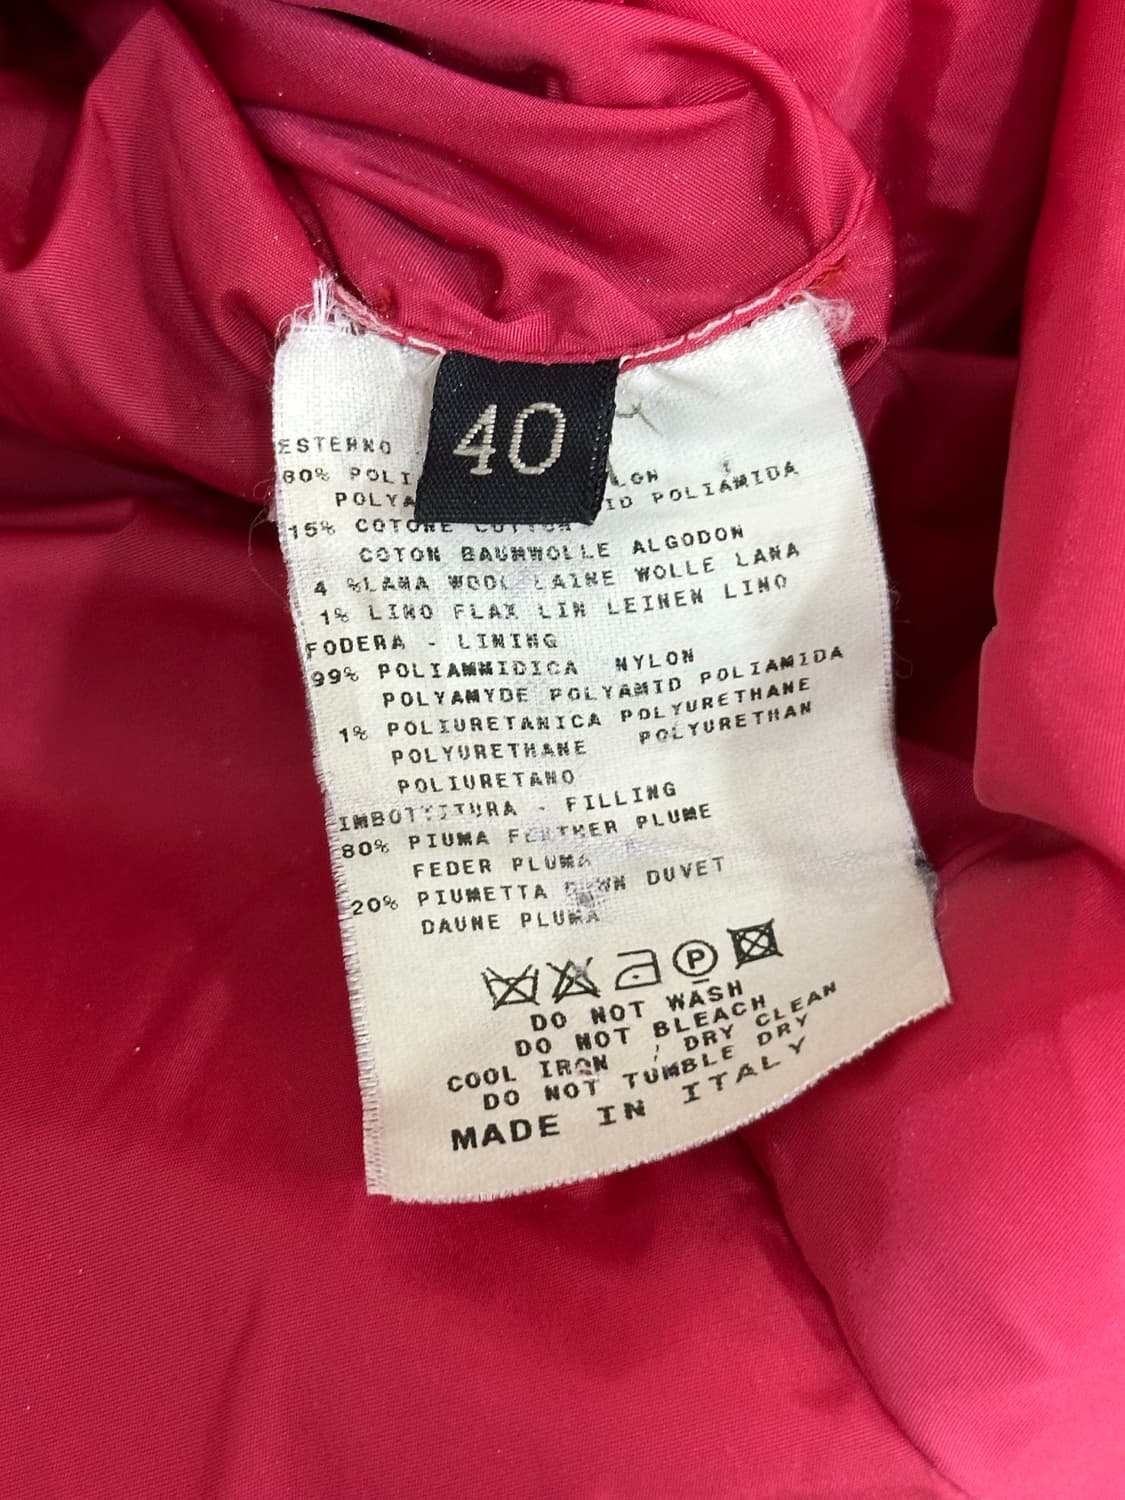 40
ESTERNO
80% POLI LON
POLYA ID POLIAMIDA
15% COTONE COTTON
COTON BAUMWOLLE ALGODON
4 %LANA WOOL LAINE WOLLE LANA
1% LINO FLAX LIN LEINEN LINO
FODERA - LINING
99% POLIAMMIDICA NYLON
POLYAMYDE POLYAMID POLIAMIDA
1% POLIURETANICA POLYURETHANE
POLYURETHANE POLYURETHAN
POLIURETANO
IMBOTTITURA - FILLING
80% PIUMA FEATHER PLUME
FEDER PLUMA
20% PIUMETTA DOWN DUVET
DAUNE PLUMA
P
DO NOT WASH
DO NOT BLEACH
COOL IRON / DRY CLEAN
DO NOT TUMBLE DRY
MADE IN ITALY